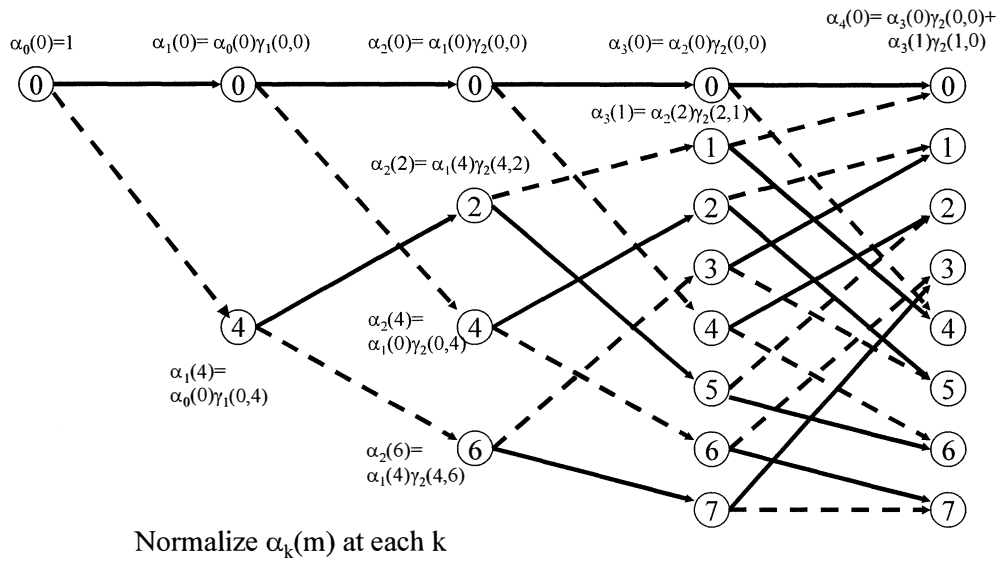 α₄(0)= α₃(0)γ₂(0,0)+
α₃(1)γ₂(1,0)
α₀(0)=1
α₁(0)= α₀(0)γ₁(0,0)
α₂(0)= α₁(0)γ₂(0,0)
α₃(0)= α₂(0)γ₂(0,0)
0 0 0 0 0
α₃(1)= α₂(2)γ₂(2,1)
1 1
α₂(2)= α₁(4)γ₂(4,2)
2 2 2
3 3
α₂(4)=
α₁(0)γ₂(0,4)
4 4 4 4
α₁(4)=
α₀(0)γ₁(0,4)
5 5
α₂(6)=
α₁(4)γ₂(4,6)
6 6 6
7 7
Normalize αₖ(m) at each k